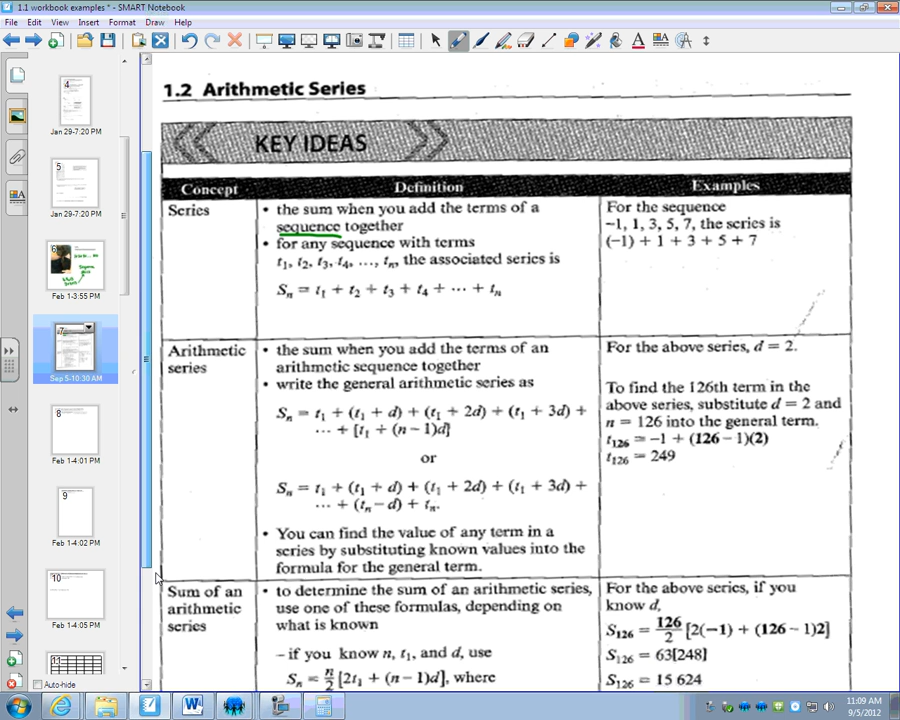 1.1 workbook examples * - SMART Notebook
File Edit View Insert Format Draw Help
4
Jan 29-7:20 PM
5
Jan 29-7:20 PM
6
Feb 1-3:55 PM
7
Sep 5-10:30 AM
8
Feb 1-4:01 PM
9
Feb 1-4:02 PM
10
Feb 1-4:05 PM
11
Auto-hide
1.2 Arithmetic Series
KEY IDEAS
Concept Definition Examples
Series
• the sum when you add the terms of a
sequence together
• for any sequence with terms
t₁, t₂, t₃, t₄, …, tₙ, the associated series is
Sₙ = t₁ + t₂ + t₃ + t₄ + ⋯ + tₙ
For the sequence
−1, 1, 3, 5, 7, the series is
(−1) + 1 + 3 + 5 + 7
Arithmetic
series
• the sum when you add the terms of an
arithmetic sequence together
• write the general arithmetic series as
Sₙ = t₁ + (t₁ + d) + (t₁ + 2d) + (t₁ + 3d) +
⋯ + [t₁ + (n − 1)d]
or
Sₙ = t₁ + (t₁ + d) + (t₁ + 2d) + (t₁ + 3d) +
⋯ + (tₙ − d) + tₙ.
• You can find the value of any term in a
series by substituting known values into the
formula for the general term.
For the above series, d = 2.
To find the 126th term in the
above series, substitute d = 2 and
n = 126 into the general term.
t₁₂₆ = −1 + (126 − 1)(2)
t₁₂₆ = 249
Sum of an
arithmetic
series
• to determine the sum of an arithmetic series,
use one of these formulas, depending on
what is known
– if you know n, t₁, and d, use
Sₙ = n/2 [2t₁ + (n − 1)d], where
For the above series, if you
know d,
S₁₂₆ = 126/2 [2(−1) + (126 − 1)2]
S₁₂₆ = 63[248]
S₁₂₆ = 15 624
11:09 AM
9/5/2012